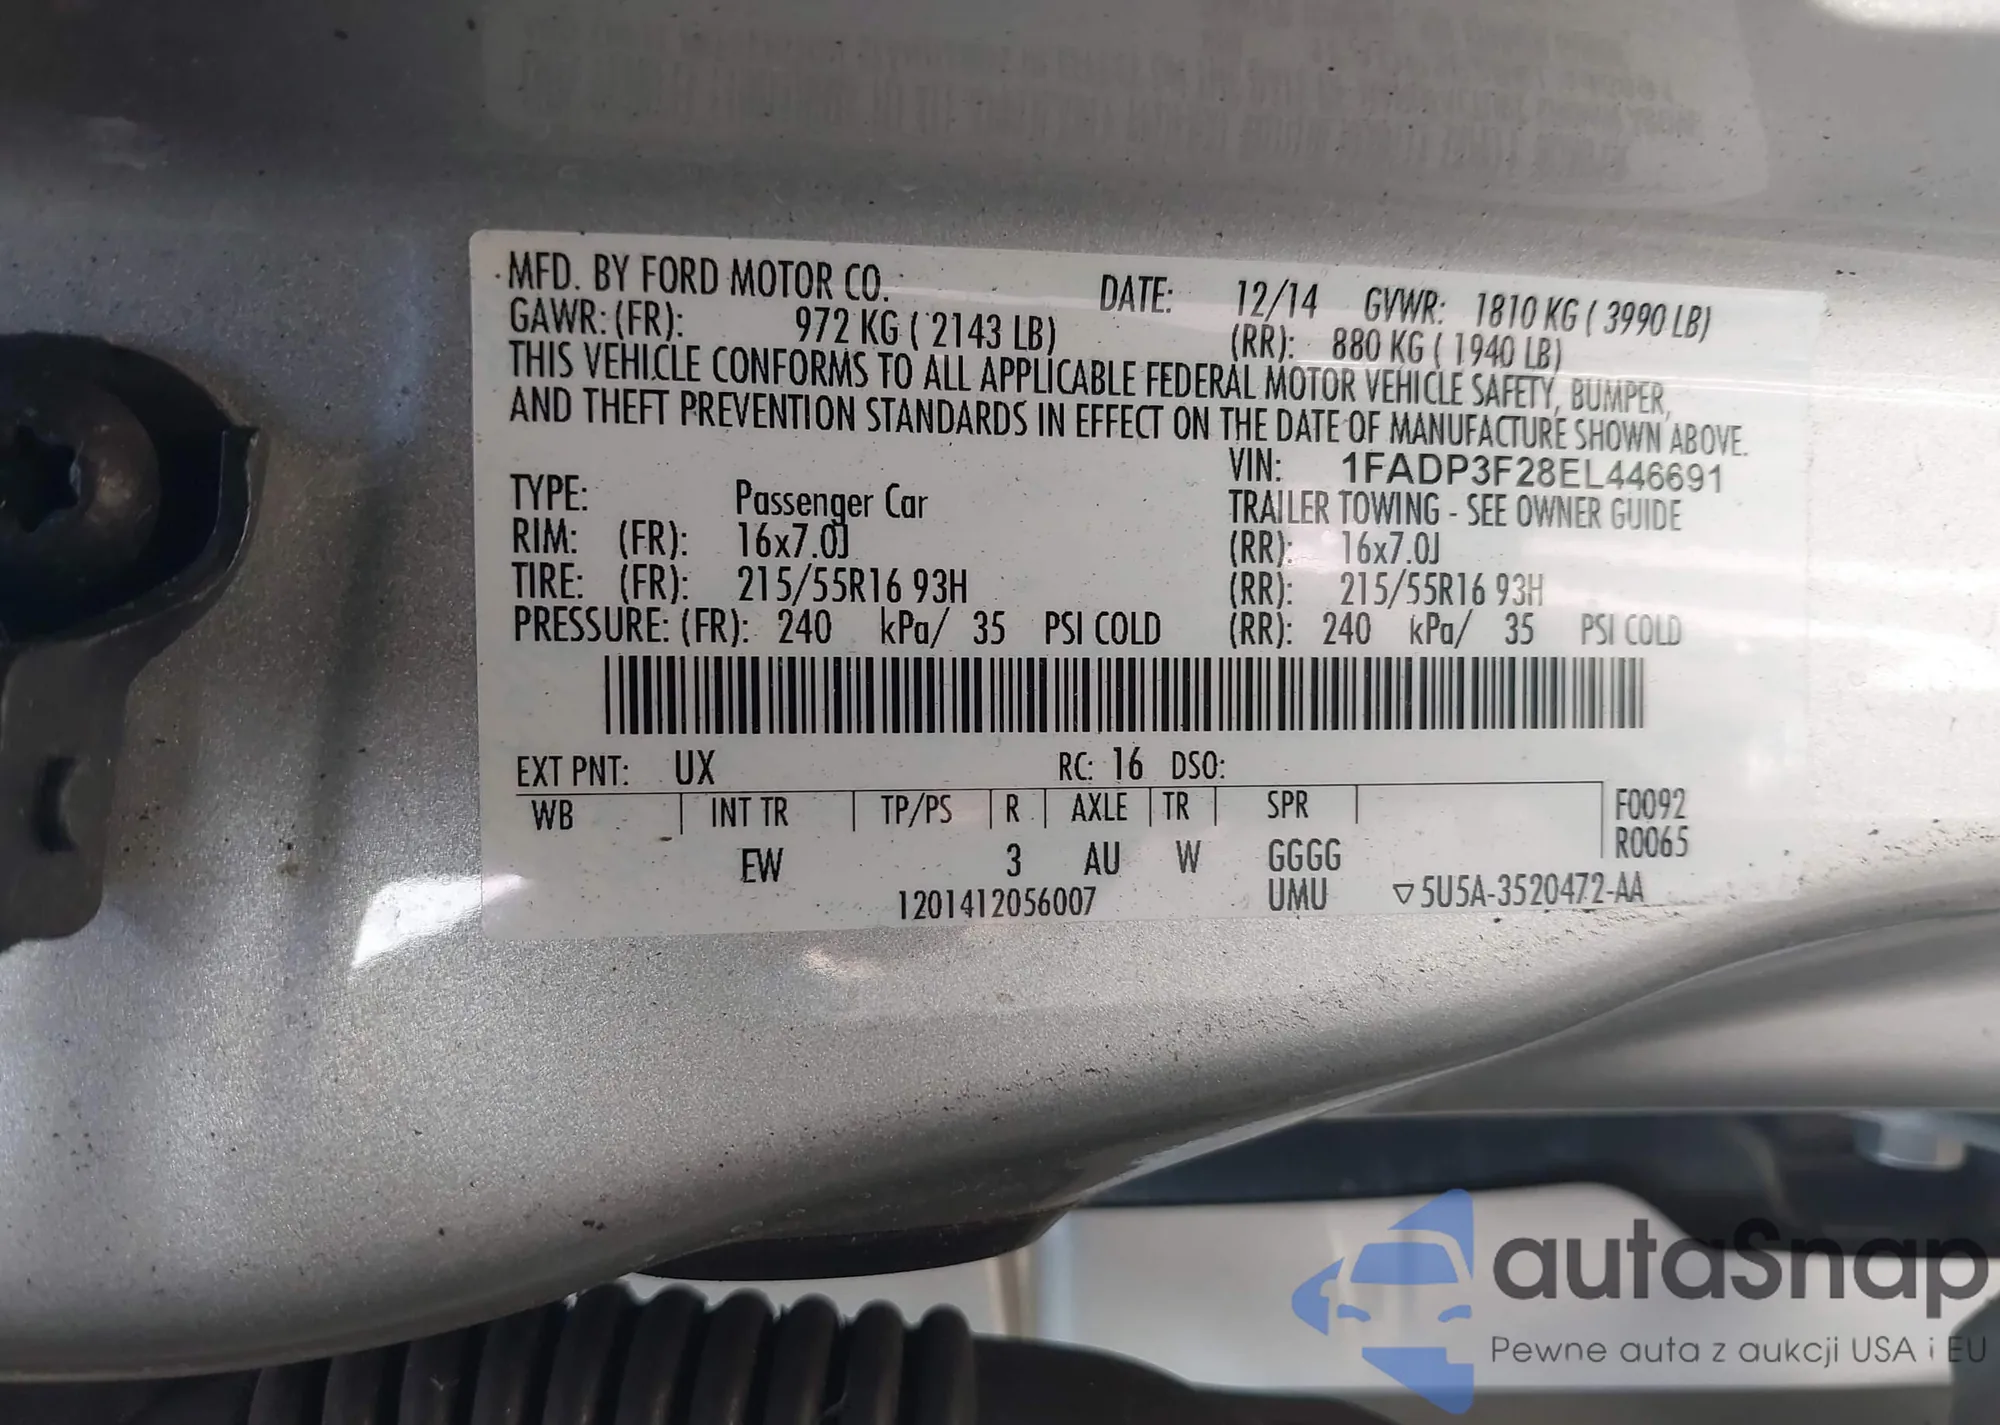 MFD. BY FORD MOTOR CO. DATE: 12/14 GVWR: 1810 KG ( 3990 LB)
GAWR: (FR): 972 KG ( 2143 LB) (RR): 880 KG ( 1940 LB)
THIS VEHICLE CONFORMS TO ALL APPLICABLE FEDERAL MOTOR VEHICLE SAFETY, BUMPER,
AND THEFT PREVENTION STANDARDS IN EFFECT ON THE DATE OF MANUFACTURE SHOWN ABOVE.
VIN: 1FADP3F28EL446691
TYPE: Passenger Car TRAILER TOWING - SEE OWNER GUIDE
RIM: (FR): 16x7.0J (RR): 16x7.0J
TIRE: (FR): 215/55R16 93H (RR): 215/55R16 93H
PRESSURE: (FR): 240 kPa/ 35 PSI COLD (RR): 240 kPa/ 35 PSI COLD
EXT PNT: UX RC: 16 DSO:
WB INT TR TP/PS R AXLE TR SPR F0092
R0065
EW 3 AU W GGGG
1201412056007 UMU ▽5U5A-3520472-AA
autaSnap
Pewne auta z aukcji USA i EU